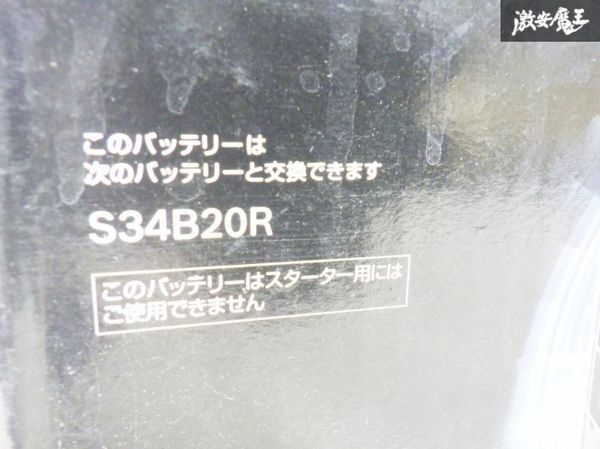 激安魔王
このバッテリーは
次のバッテリーと交換できます
S34B20R
このバッテリーはスターター用には
ご使用できません